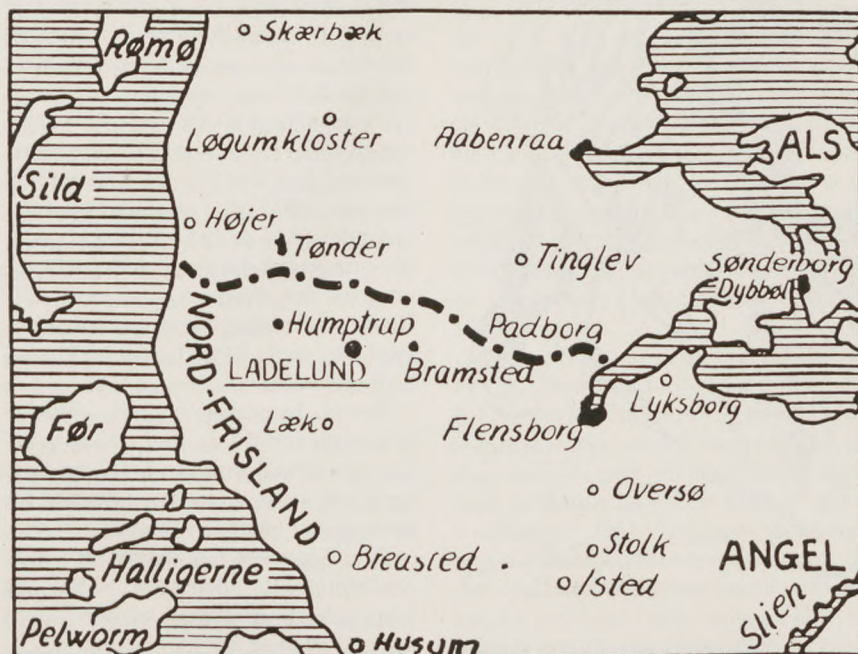 Skærbæk
Rømø
Løgumkloster
Aabenraa
ALS
Sild
Højer
Tønder
Tinglev
Sønderborg
Dybbøl
NORD-FRISLAND
Humptrup
Padborg
LADELUND
Bramsted
Lyksborg
Før
Læk
Flensborg
Oversø
Stolk
Breasted
ANGEL
Halligerne
Isted
Slien
Pelworm
Husum